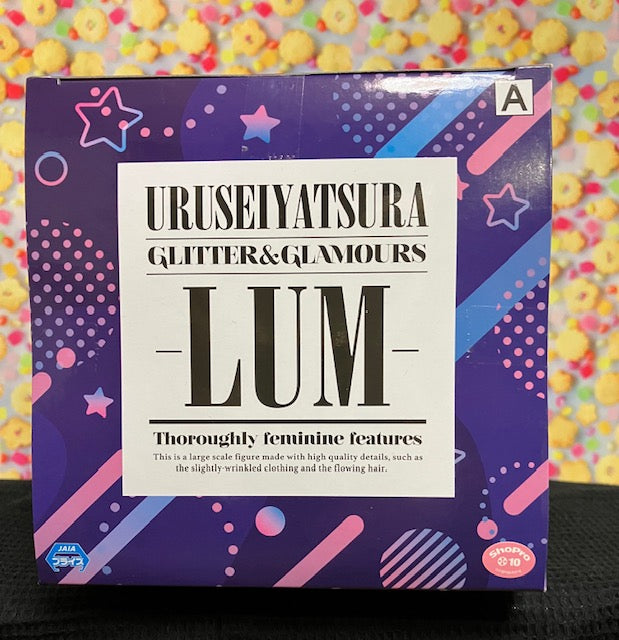 A
URUSEIYATSURA
GLITTER&GLAMOURS
LUM
Thoroughly feminine features
This is a large scale figure made with high quality details, such as
the slightly-wrinkled clothing and the flowing hair.
JAIA
プライズ
ShoPro
10